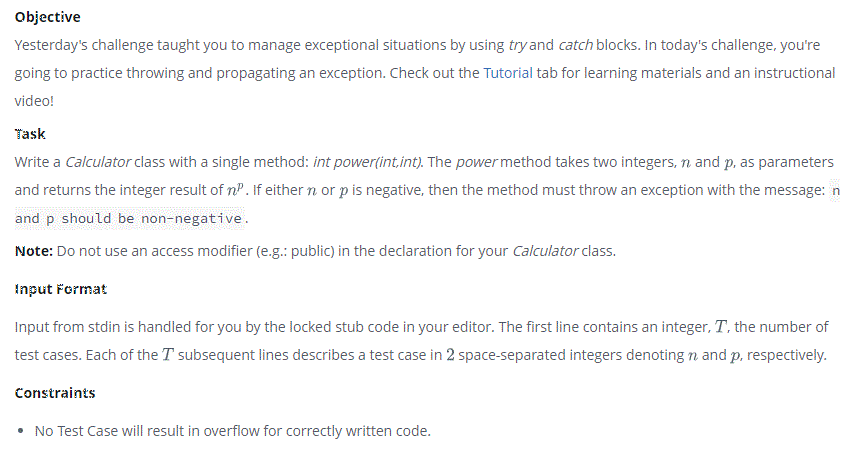 Objective
Yesterday's challenge taught you to manage exceptional situations by using try and catch blocks. In today's challenge, you're
going to practice throwing and propagating an exception. Check out the Tutorial tab for learning materials and an instructional
video!
Task
Write a Calculator class with a single method: int power(int,int). The power method takes two integers, n and p, as parameters
and returns the integer result of nᵖ. If either n or p is negative, then the method must throw an exception with the message: n
and p should be non-negative.
Note: Do not use an access modifier (e.g.: public) in the declaration for your Calculator class.
Input Format
Input from stdin is handled for you by the locked stub code in your editor. The first line contains an integer, T, the number of
test cases. Each of the T subsequent lines describes a test case in 2 space-separated integers denoting n and p, respectively.
Constraints
• No Test Case will result in overflow for correctly written code.